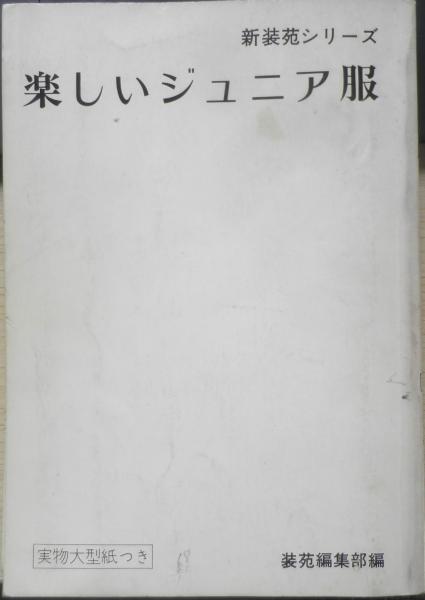 新装苑シリーズ
楽しいジュニア服
実物大型紙つき
装苑編集部編